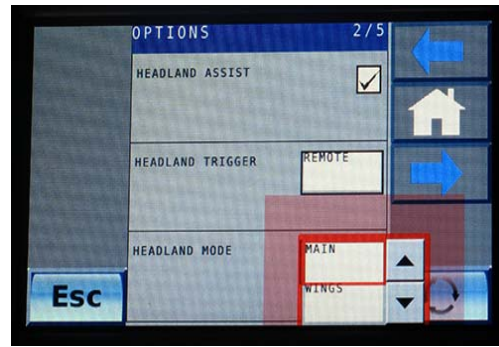 OPTIONS 2/5
HEADLAND ASSIST
HEADLAND TRIGGER REMOTE
HEADLAND MODE MAIN
WINGS
Esc